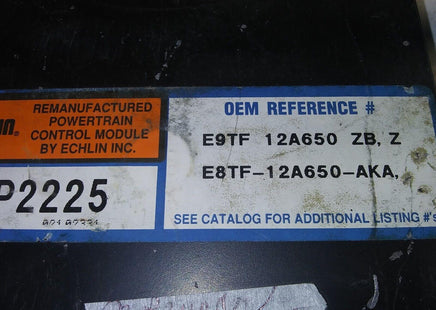 REMANUFACTURED
POWERTRAIN
CONTROL MODULE
BY ECHLIN INC.
P2225
OEM REFERENCE #
E9TF 12A650 ZB, Z
E8TF-12A650-AKA,
SEE CATALOG FOR ADDITIONAL LISTING #'s